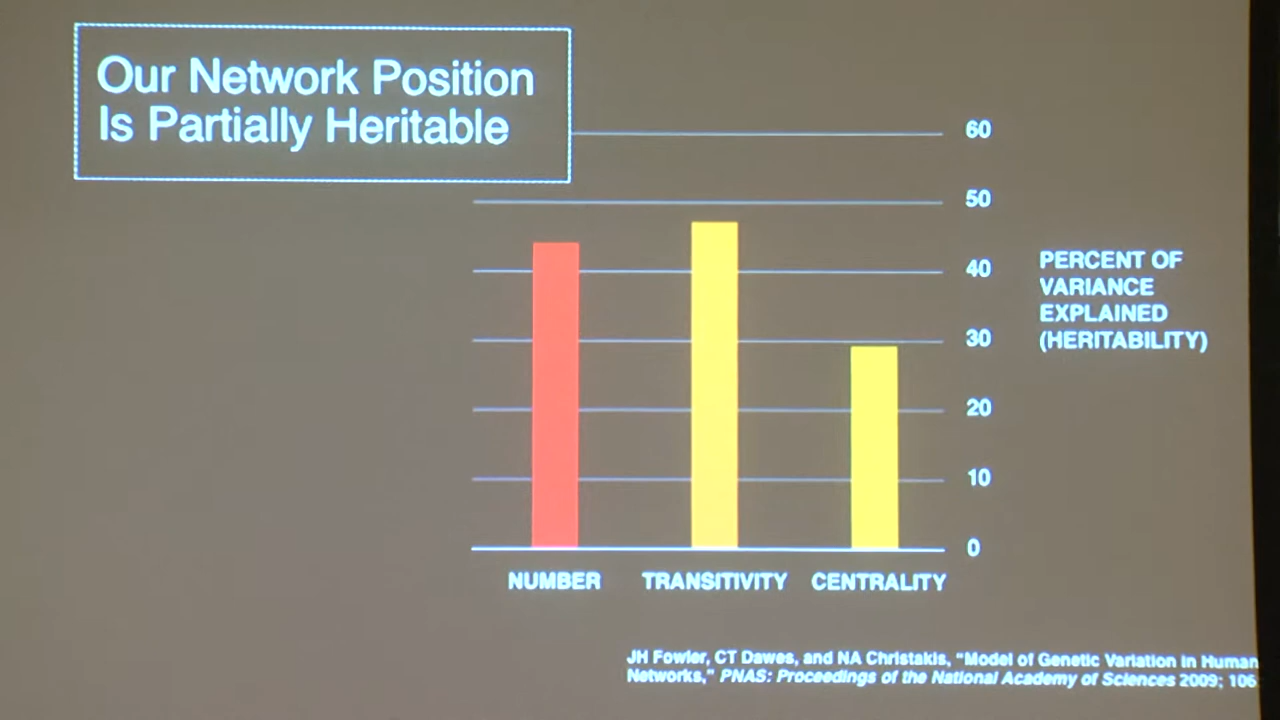 Our Network Position
Is Partially Heritable
60
50
40
30
20
10
0
PERCENT OF
VARIANCE
EXPLAINED
(HERITABILITY)
NUMBER TRANSITIVITY CENTRALITY
JH Fowler, CT Dawes, and NA Christakis, “Model of Genetic Variation in Human
Networks,” PNAS: Proceedings of the National Academy of Sciences 2009; 106